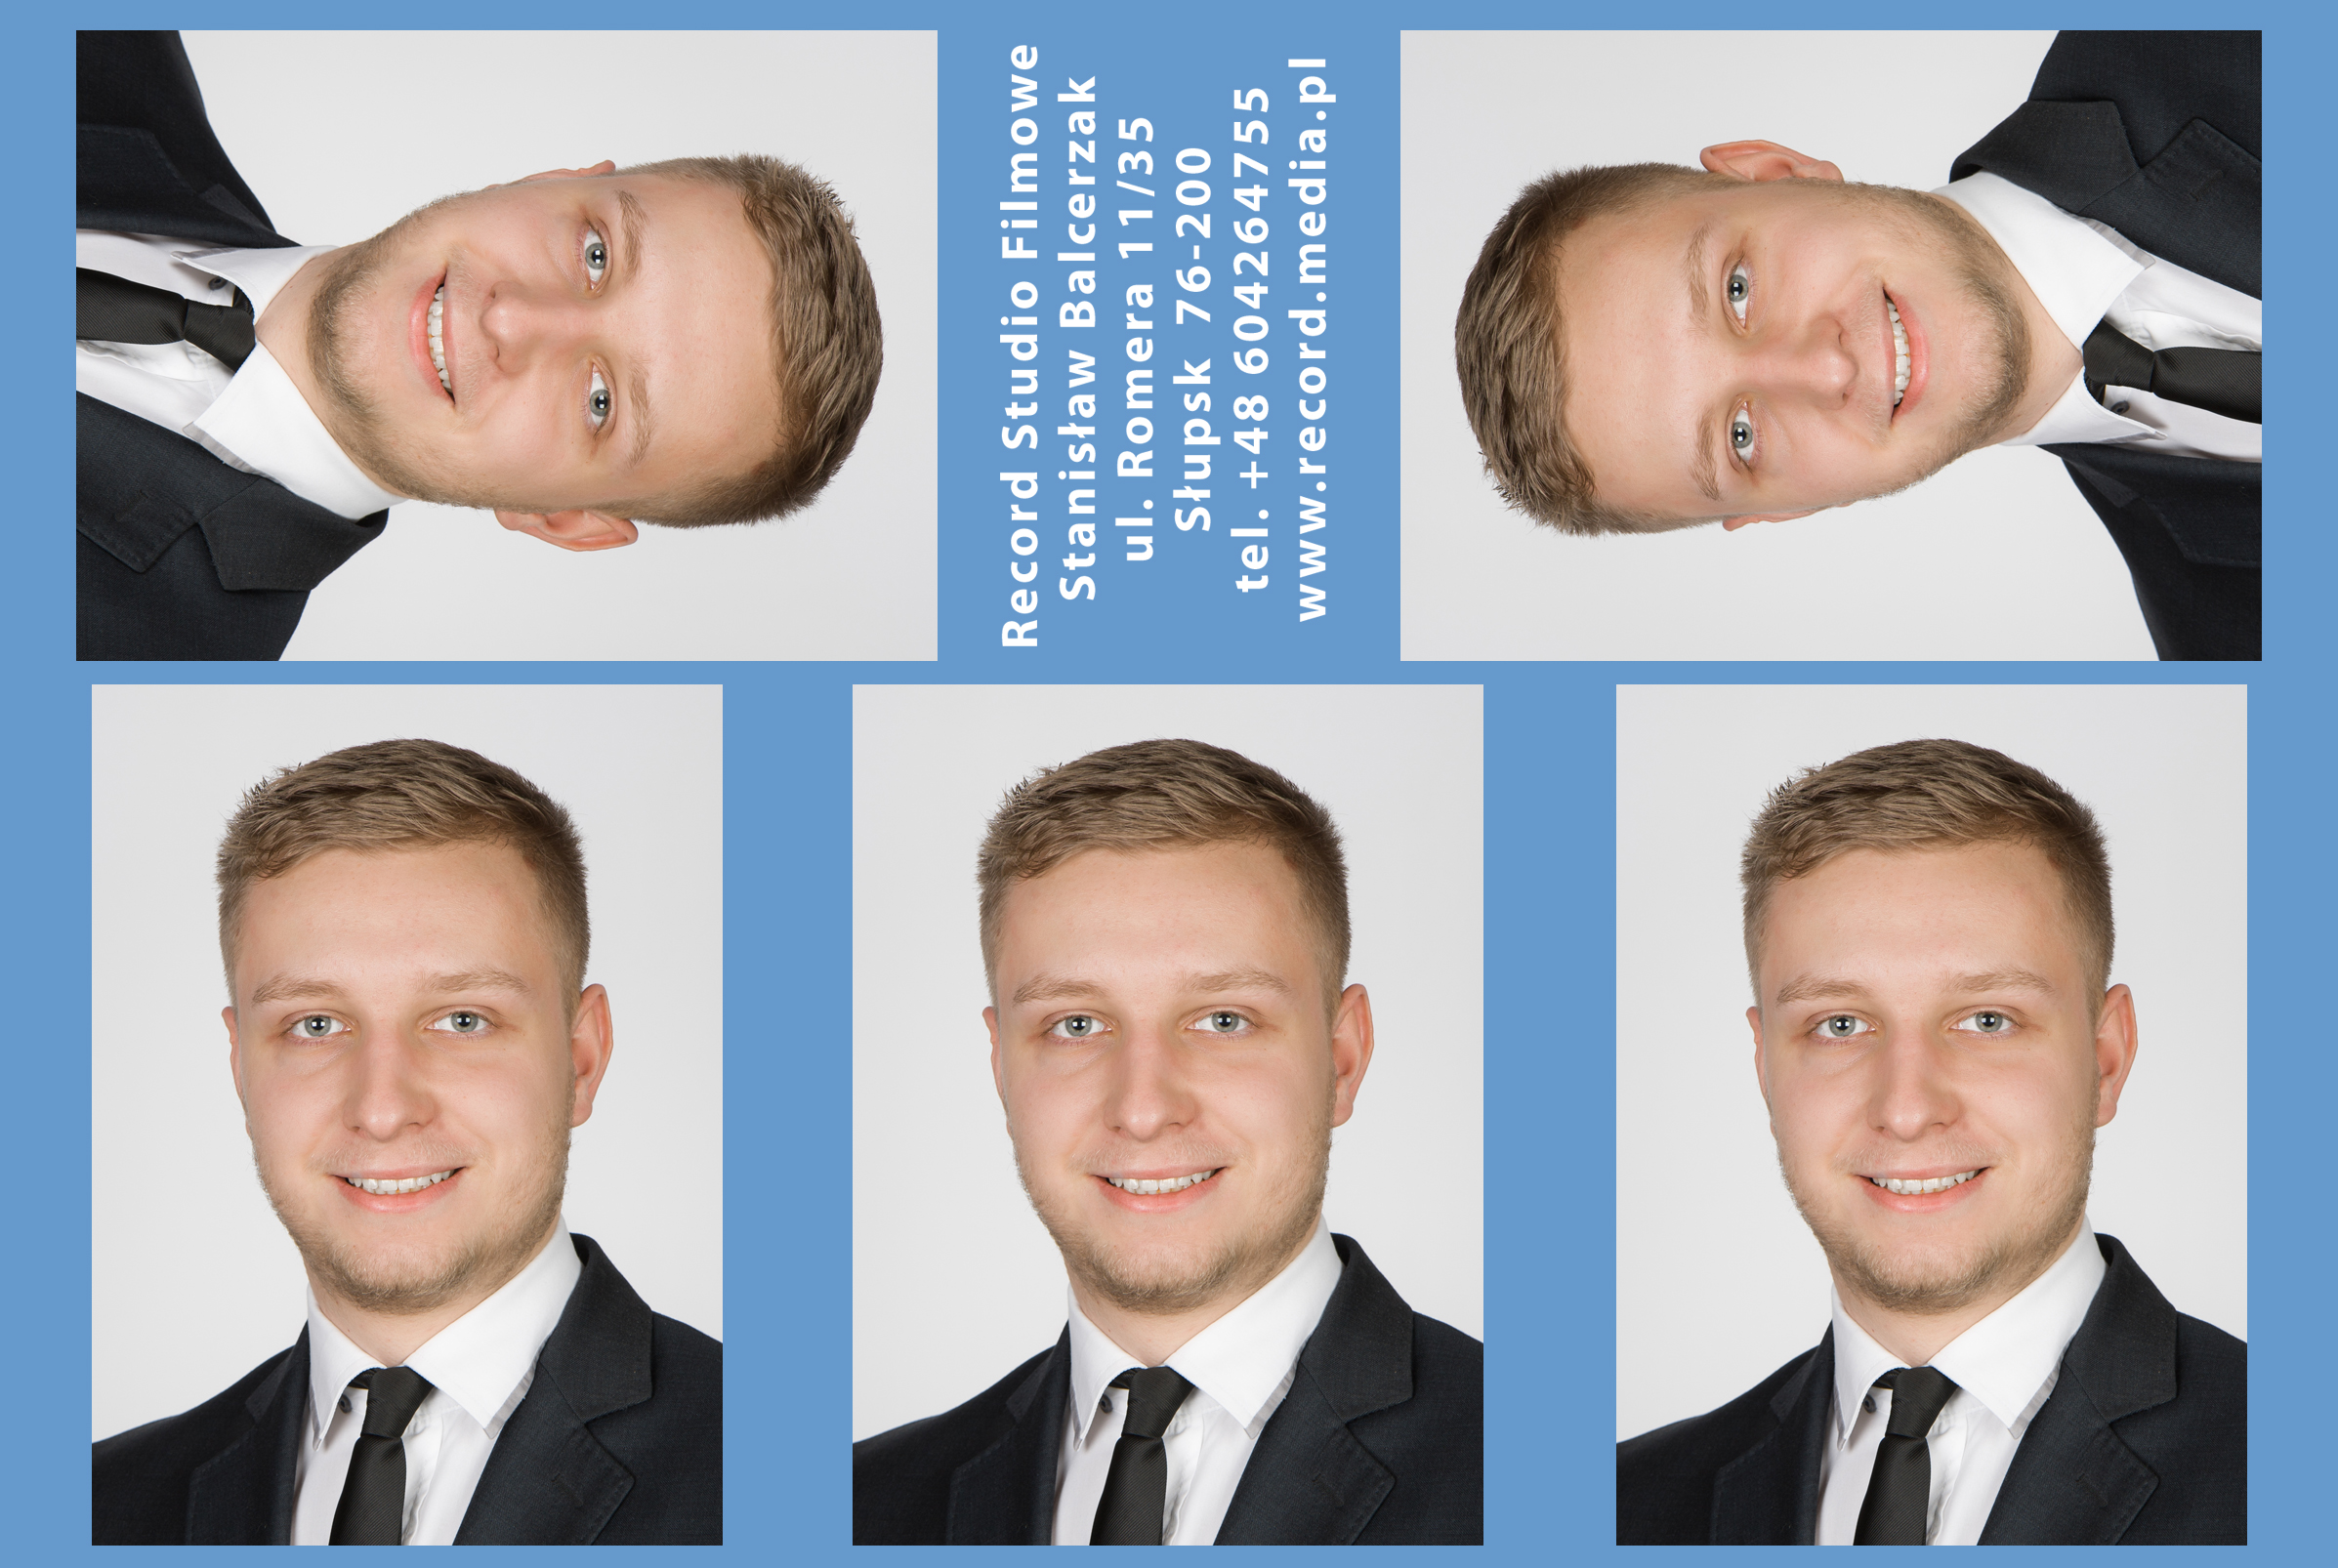 Record Studio Filmowe
Stanisław Balcerzak
ul. Romera 11/35
Słupsk 76-200
tel. +48 604264755
www.record.media.pl